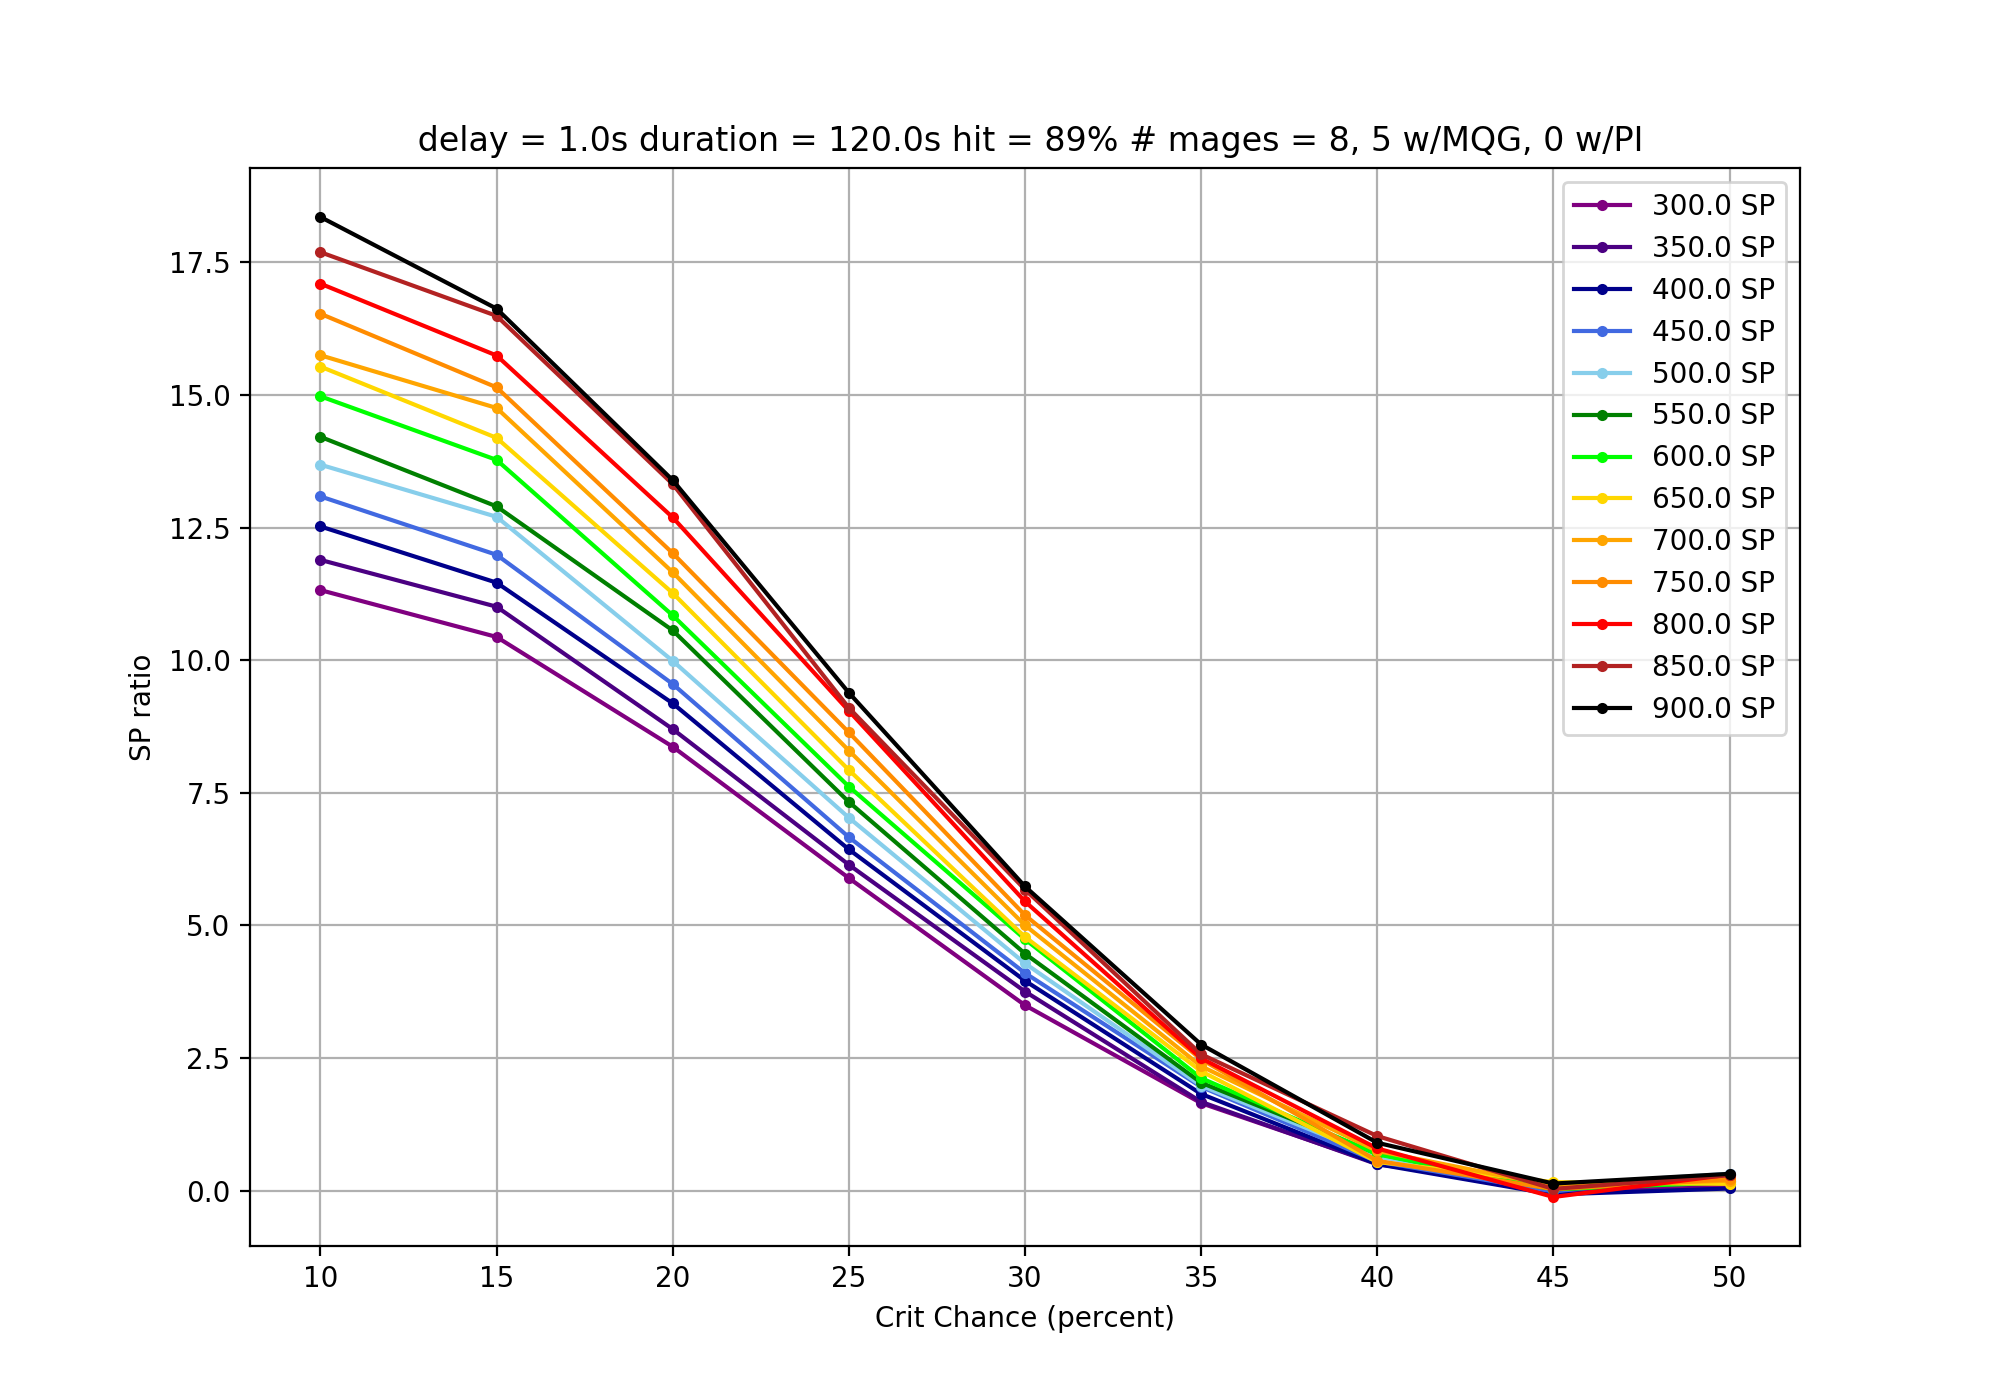 delay = 1.0s duration = 120.0s hit = 89% # mages = 8, 5 w/MQG, 0 w/PI
SP ratio
17.5
15.0
12.5
10.0
7.5
5.0
2.5
0.0
300.0 SP
350.0 SP
400.0 SP
450.0 SP
500.0 SP
550.0 SP
600.0 SP
650.0 SP
700.0 SP
750.0 SP
800.0 SP
850.0 SP
900.0 SP
10 15 20 25 30 35 40 45 50
Crit Chance (percent)